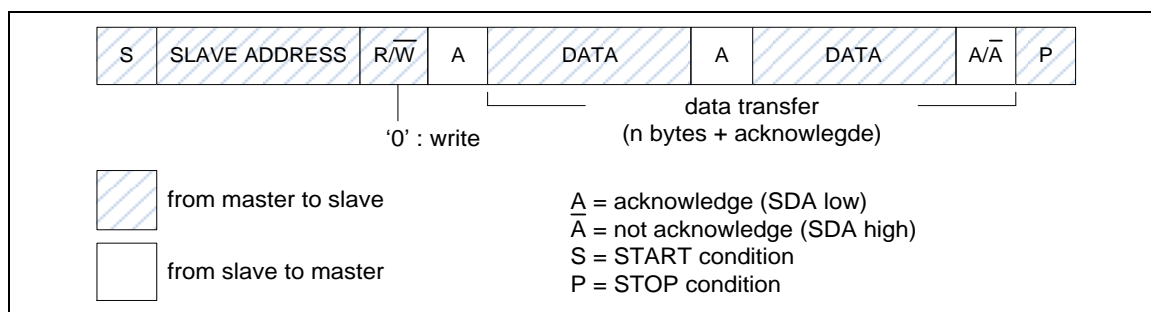 S SLAVE ADDRESS R/W̅ A DATA A DATA A/A̅ P
data transfer
(n bytes + acknowlegde)
'0' : write
from master to slave
from slave to master
A = acknowledge (SDA low)
A̅ = not acknowledge (SDA high)
S = START condition
P = STOP condition